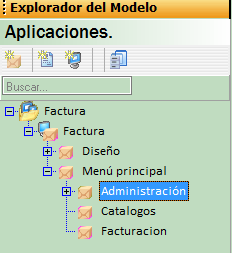 Explorador del Modelo
Aplicaciones.
Buscar...
Factura
Factura
Diseño
Menú principal
Administración
Catalogos
Facturacion